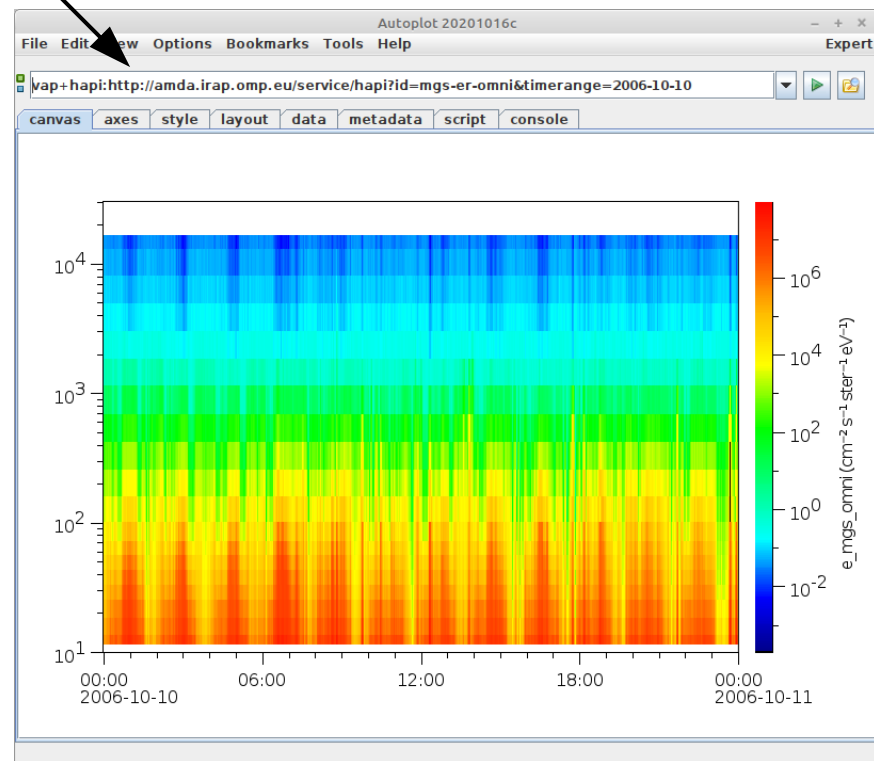 Autoplot 20201016c
File Edit View Options Bookmarks Tools Help Expert
vap+hapi:http://amda.irap.omp.eu/service/hapi?id=mgs-er-omni&timerange=2006-10-10
canvas axes style layout data metadata script console
10⁴
10³
10²
10¹
00:00 06:00 12:00 18:00 00:00
2006-10-10 2006-10-11
10⁶
10⁴
10²
10⁰
10⁻²
e_mgs_omni (cm⁻² s⁻¹ ster⁻¹ eV⁻¹)